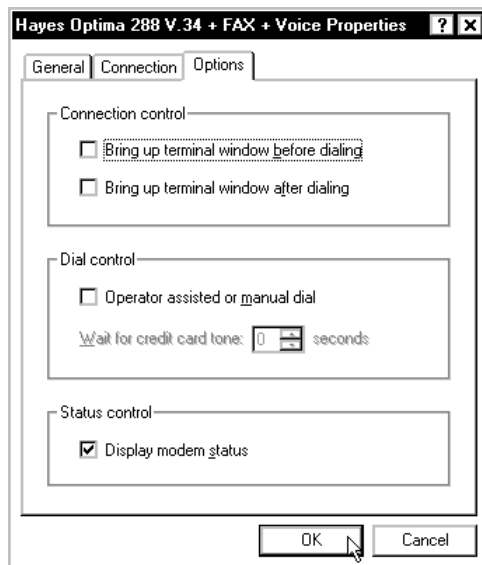 Hayes Optima 288 V.34 + FAX + Voice Properties ? X
General Connection Options
Connection control
Bring up terminal window before dialing
Bring up terminal window after dialing
Dial control
Operator assisted or manual dial
Wait for credit card tone: 0 seconds
Status control
Display modem status
OK Cancel